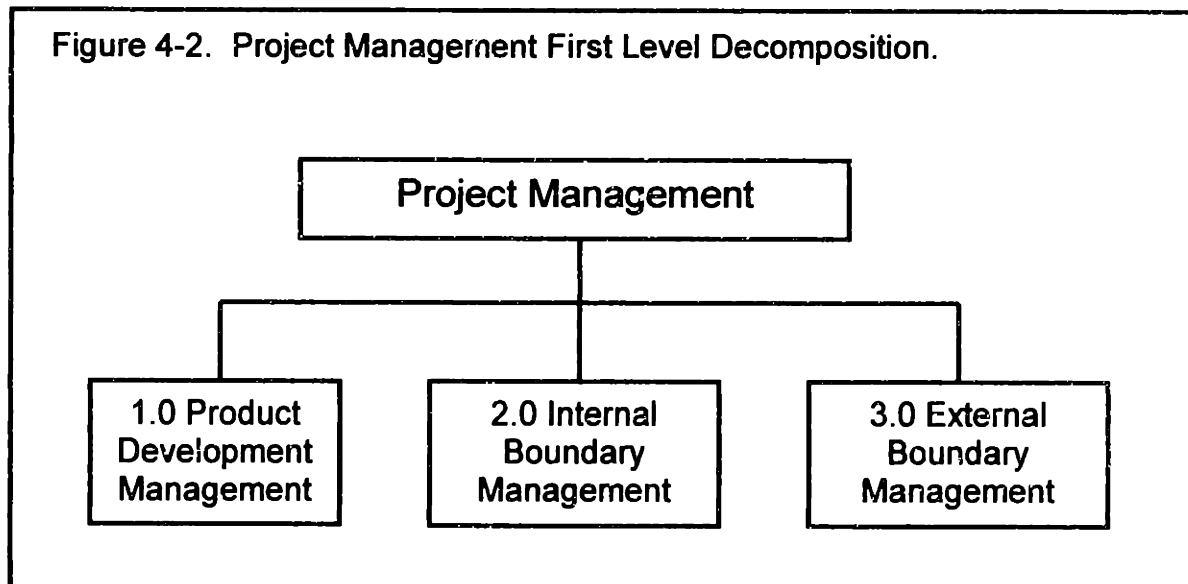 Figure 4-2. Project Management First Level Decomposition.
Project Management
1.0 Product
Development
Management
2.0 Internal
Boundary
Management
3.0 External
Boundary
Management